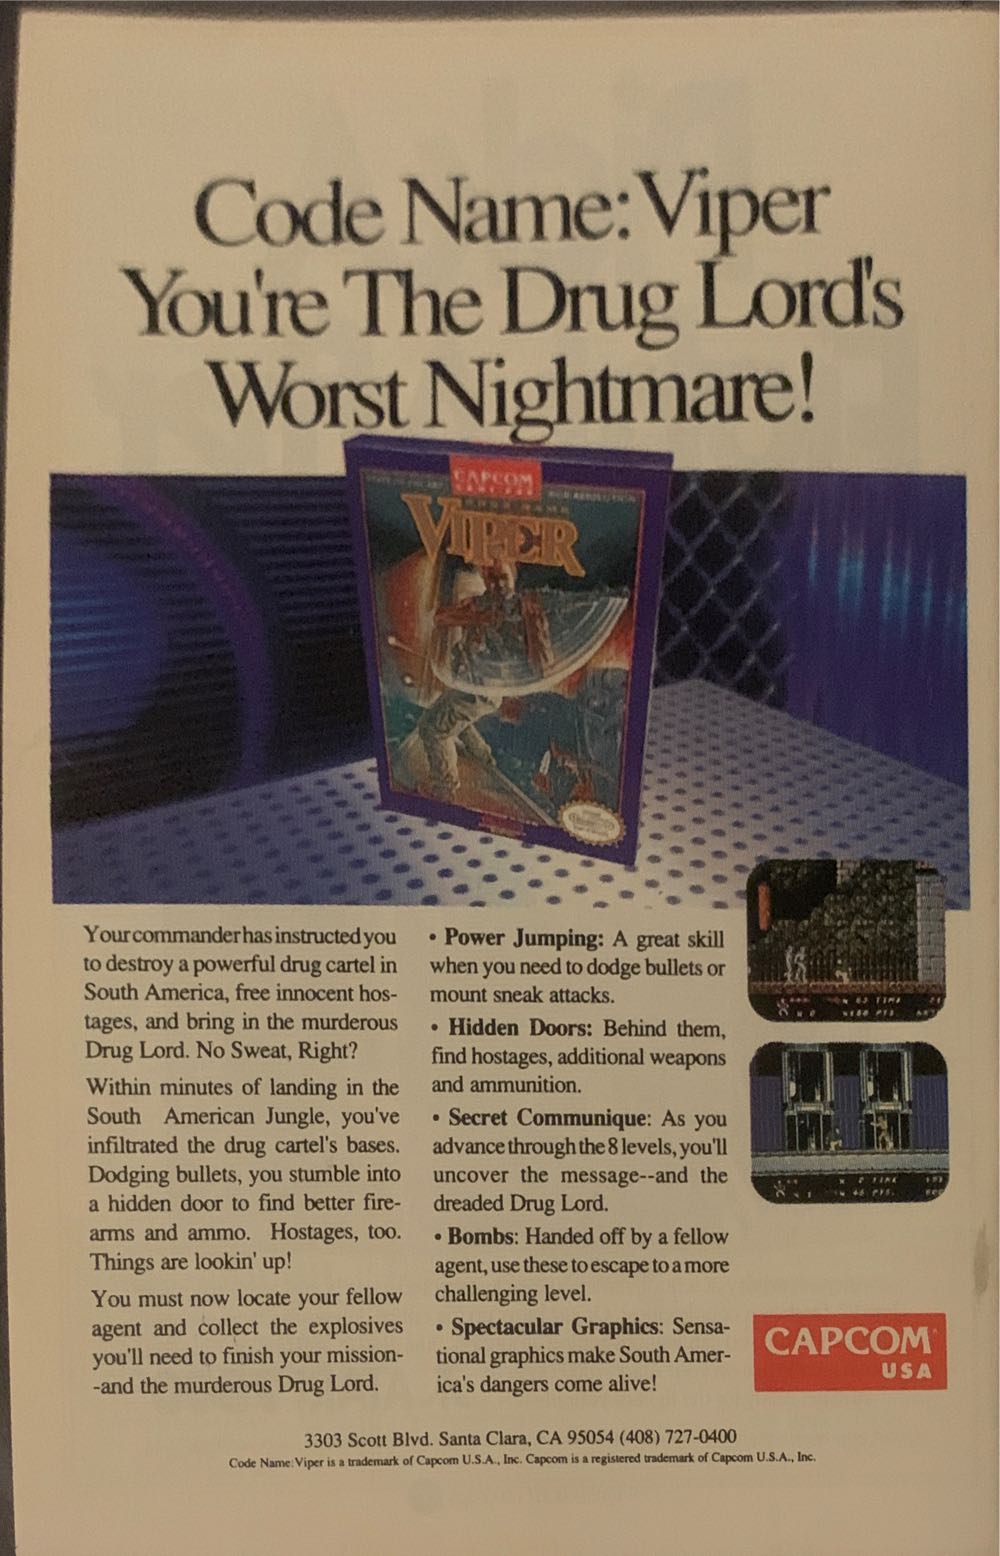 Code Name: Viper
You're The Drug Lord's
Worst Nightmare!
CAPCOM
VIPER
Your commander has instructed you
to destroy a powerful drug cartel in
South America, free innocent hos-
tages, and bring in the murderous
Drug Lord. No Sweat, Right?
Within minutes of landing in the
South American Jungle, you've
infiltrated the drug cartel's bases.
Dodging bullets, you stumble into
a hidden door to find better fire-
arms and ammo. Hostages, too.
Things are lookin' up!
You must now locate your fellow
agent and collect the explosives
you'll need to finish your mission-
-and the murderous Drug Lord.
• Power Jumping: A great skill
when you need to dodge bullets or
mount sneak attacks.
• Hidden Doors: Behind them,
find hostages, additional weapons
and ammunition.
• Secret Communique: As you
advance through the 8 levels, you'll
uncover the message--and the
dreaded Drug Lord.
• Bombs: Handed off by a fellow
agent, use these to escape to a more
challenging level.
• Spectacular Graphics: Sensa-
tional graphics make South Amer-
ica's dangers come alive!
CAPCOM
USA
3303 Scott Blvd. Santa Clara, CA 95054 (408) 727-0400
Code Name: Viper is a trademark of Capcom U.S.A., Inc. Capcom is a registered trademark of Capcom U.S.A., Inc.